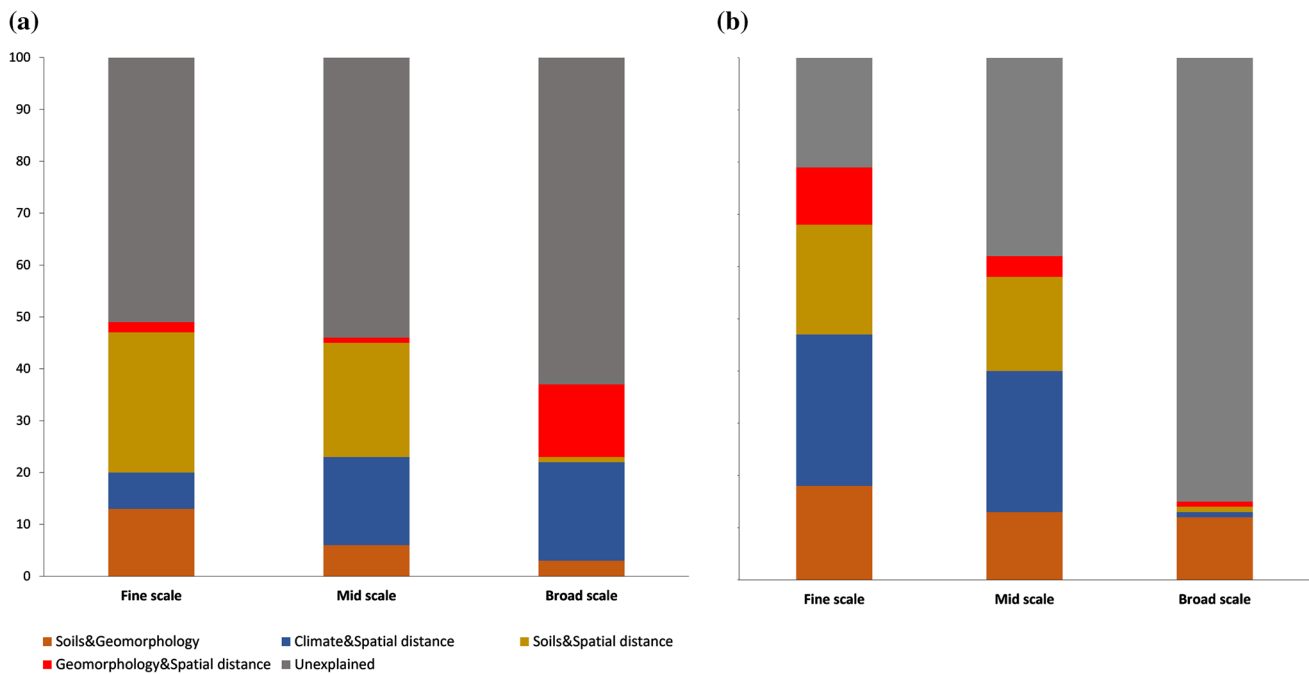 (a)
(b)
100
90
80
70
60
50
40
30
20
10
0
Fine scale
Mid scale
Broad scale
Fine scale
Mid scale
Broad scale
Soils&Geomorphology
Climate&Spatial distance
Soils&Spatial distance
Geomorphology&Spatial distance
Unexplained